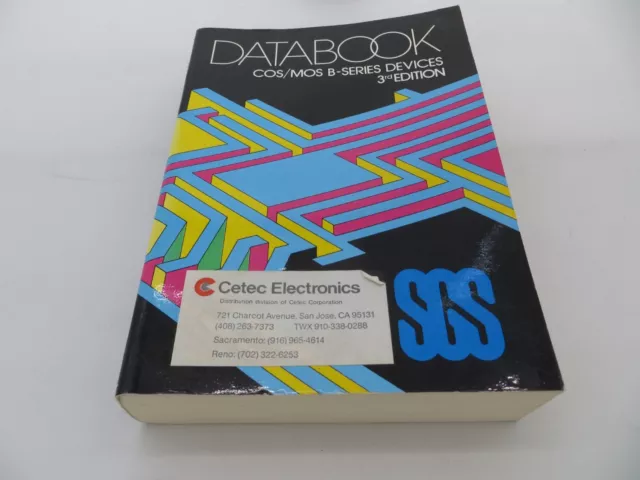 DATABOOK
COS/MOS B-SERIES DEVICES
3rd EDITION
Cetec Electronics
Distribution division of Cetec Corporation
721 Charcot Avenue, San Jose, CA 95131
(408) 263-7373 TWX 910-338-0288
Sacramento: (916) 965-4614
Reno: (702) 322-6253
SGS